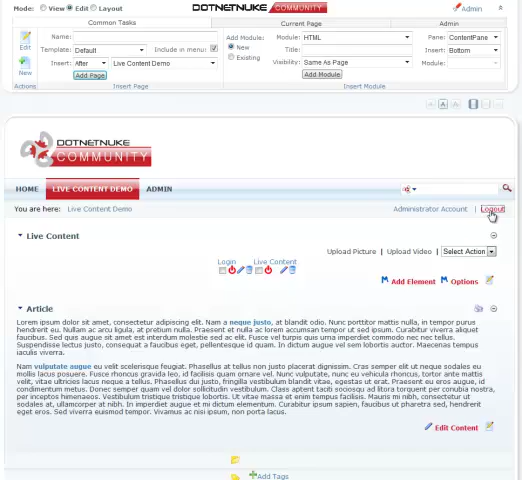 Mode: View Edit Layout
DOTNETNUKE COMMUNITY
Admin
Common Tasks
Current Page
Admin
Edit
New
Actions
Name:
Template: Default
Include in menu:
Insert: After
Live Content Demo
Add Page
Insert Page
Add Module:
New
Existing
Module: HTML
Title:
Visibility: Same As Page
Add Module
Pane: ContentPane
Insert: Bottom
Module:
Insert Module
A A A
DOTNETNUKE
COMMUNITY
HOME
LIVE CONTENT DEMO
ADMIN
You are here: Live Content Demo
Administrator Account | Logout
Live Content
Upload Picture | Upload Video | Select Action
Login
Live Content
Add Element
Options
Article
Lorem ipsum dolor sit amet, consectetur adipiscing elit. Nam a neque justo, at blandit odio. Nunc porttitor mattis nulla, in tempor purus
hendrerit eu. Nullam ac arcu ligula, at pretium nulla. Praesent et nulla ac lorem accumsan tempor ut sed ipsum. Curabitur viverra aliquet
faucibus. Sed quis augue sit amet est interdum molestie sed ac elit. Fusce vel turpis quis urna imperdiet commodo nec nec tellus.
Suspendisse lectus justo, consequat a faucibus eget, pellentesque id quam. In dictum augue vel sem lobortis auctor. Maecenas tempus
iaculis viverra.
Nam vulputate augue eu velit scelerisque feugiat. Phasellus at tellus non justo placerat dignissim. Cras semper elit ut neque sodales eu
mollis lacus posuere. Fusce rhoncus gravida leo, id facilisis quam ornare vel. Nunc vulputate, nunc eu vehicula rhoncus, tortor ante mattis
velit, vitae ultricies lacus neque a tellus. Phasellus dui justo, fringilla vestibulum blandit vitae, egestas ut erat. Praesent eu eros augue, id
condimentum metus. Donec semper quam vel dolor sollicitudin vestibulum. Class aptent taciti sociosqu ad litora torquent per conubia nostra,
per inceptos himenaeos. Vestibulum tristique tristique lobortis. Ut vitae massa et enim tempus facilisis. Mauris mi nibh, consectetur ut
sodales at, ullamcorper at nibh. In imperdiet augue et mi dictum elementum. Curabitur ipsum sapien, faucibus ut pharetra sed, hendrerit
eget eros. Sed viverra euismod tempor. Vivamus ac nisi ipsum, non porta lacus.
Edit Content
Add Tags